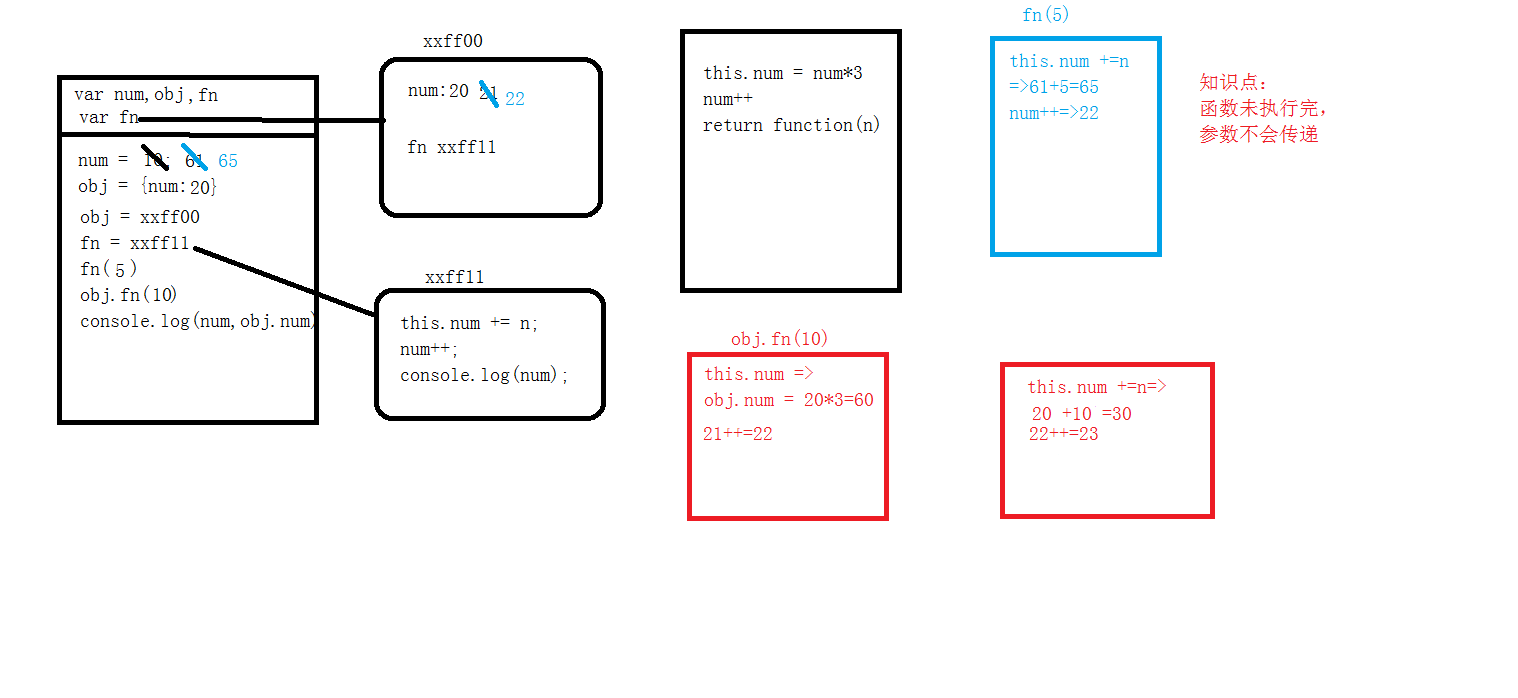 var num,obj,fn
var fn
num = 10; 61 65
obj = {num:20}
obj = xxff00
fn = xxff11
fn(5)
obj.fn(10)
console.log(num,obj.num)
xxff00
num:20 21 22
fn xxff11
xxff11
this.num += n;
num++;
console.log(num);
this.num = num*3
num++
return function(n)
fn(5)
this.num +=n
=>61+5=65
num++=>22
知识点:
函数未执行完,
参数不会传递
obj.fn(10)
this.num =>
obj.num = 20*3=60
21++=22
this.num +=n=>
20 +10 =30
22++=23